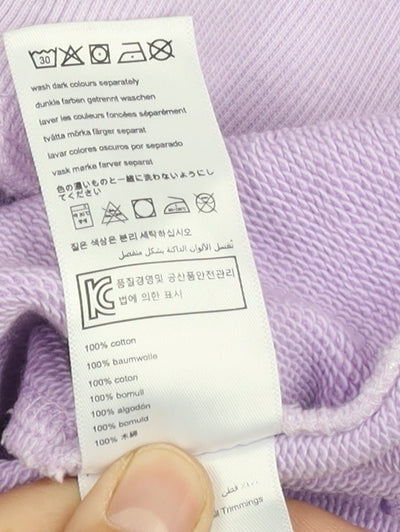 30
wash dark colours separately
dunkle farben getrennt waschen
laver les couleurs foncées séparément
tvätta mörka färger separat
lavar colores oscuros por separado
vask mørke farver separat
色の濃いものと一緒に洗わないようにし
てください
짙은 색상은 분리 세탁하십시오
تغسل الألوان الداكنة بشكل منفصل
품질경영및 공산품안전관리
법에 의한 표시
100% cotton
100% baumwolle
100% coton
100% bomull
100% algodón
100% bomuld
100% 木綿
١٠٠٪ قطن
Trimmings